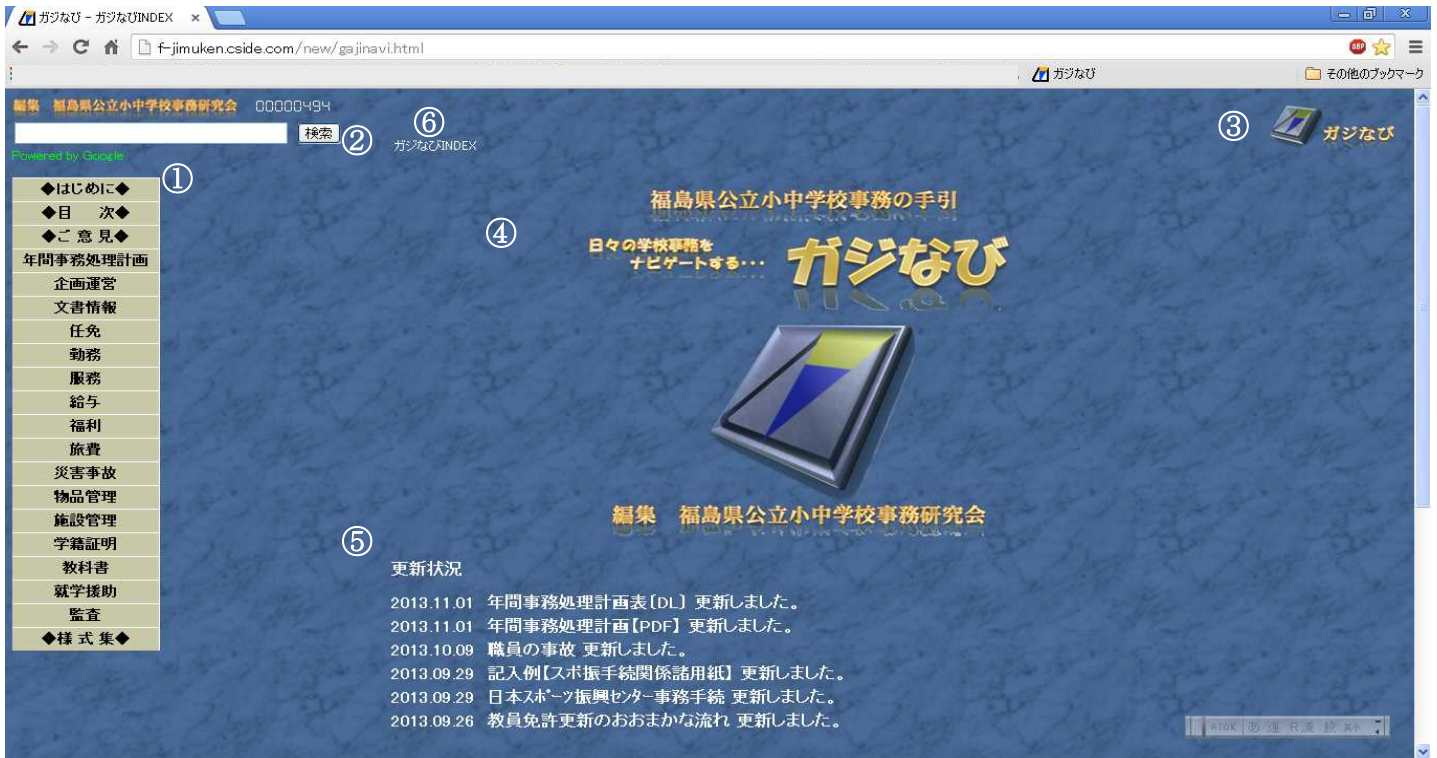 ガジなび - ガジなびINDEX ×
f-jimuken.cside.com/new/gajinavi.html
ABP
ガジなび
その他のブックマーク
編集 福島県公立小中学校事務研究会 00000494
検索 ②
⑥
ガジなびINDEX
③ ガジなび
Powered by Google
①
◆はじめに◆
◆目 次◆
◆ご 意 見◆
年間事務処理計画
企画運営
文書情報
任免
勤務
服務
給与
福利
旅費
災害事故
物品管理
施設管理
学籍証明
教科書
就学援助
監査
◆様 式 集◆
福島県公立小中学校事務の手引
④
日々の学校事務を
ナビゲートする・・・
ガジなび
編集 福島県公立小中学校事務研究会
⑤
更新状況
2013.11.01 年間事務処理計画表〔DL〕 更新しました。
2013.11.01 年間事務処理計画【PDF】 更新しました。
2013.10.09 職員の事故 更新しました。
2013.09.29 記入例【スポ振手続関係諸用紙】 更新しました。
2013.09.29 日本スポーツ振興センター事務手続 更新しました。
2013.09.26 教員免許更新のおおまかな流れ 更新しました。
ATOK あ 連 R漢 般